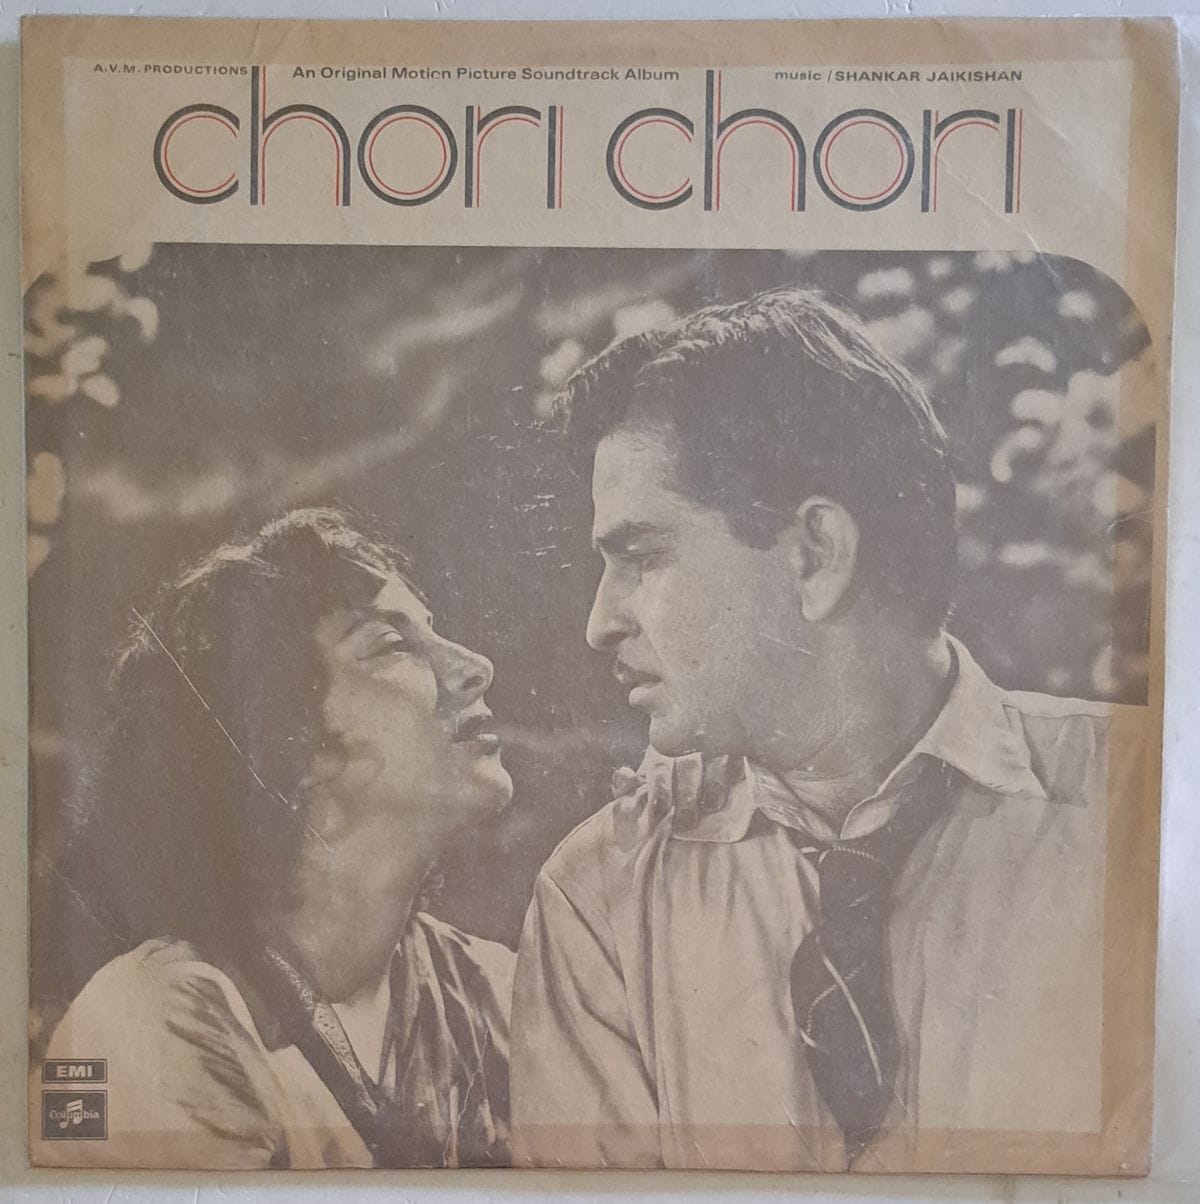 A.V.M. PRODUCTIONS An Original Motion Picture Soundtrack Album music / SHANKAR JAIKISHAN
chori chori
EMI
Columbia